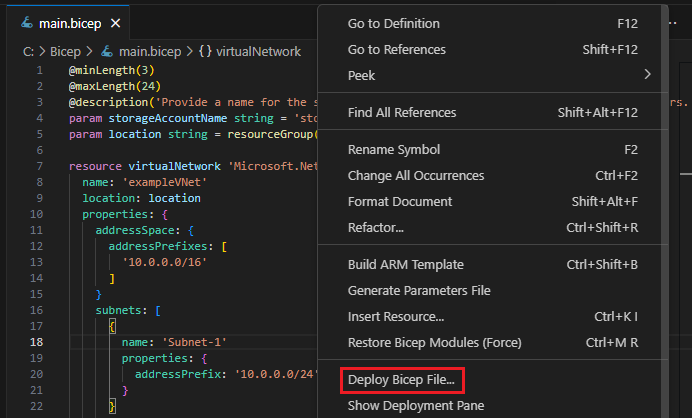 main.bicep ×
C: > Bicep > main.bicep > {} virtualNetwork
1 @minLength(3)
2 @maxLength(24)
3 @description('Provide a name for the s
rs.
4 param storageAccountName string = 'sto
5 param location string = resourceGroup(
6
7 resource virtualNetwork 'Microsoft.Net
8 name: 'exampleVNet'
9 location: location
10 properties: {
11 addressSpace: {
12 addressPrefixes: [
13 '10.0.0.0/16'
14 ]
15 }
16 subnets: [
17 {
18 name: 'Subnet-1'
19 properties: {
20 addressPrefix: '10.0.0.0/24'
21 }
22 }
Go to Definition F12
Go to References Shift+F12
Peek >
Find All References Shift+Alt+F12
Rename Symbol F2
Change All Occurrences Ctrl+F2
Format Document Shift+Alt+F
Refactor... Ctrl+Shift+R
Build ARM Template Ctrl+Shift+B
Generate Parameters File
Insert Resource... Ctrl+K I
Restore Bicep Modules (Force) Ctrl+M R
Deploy Bicep File...
Show Deployment Pane